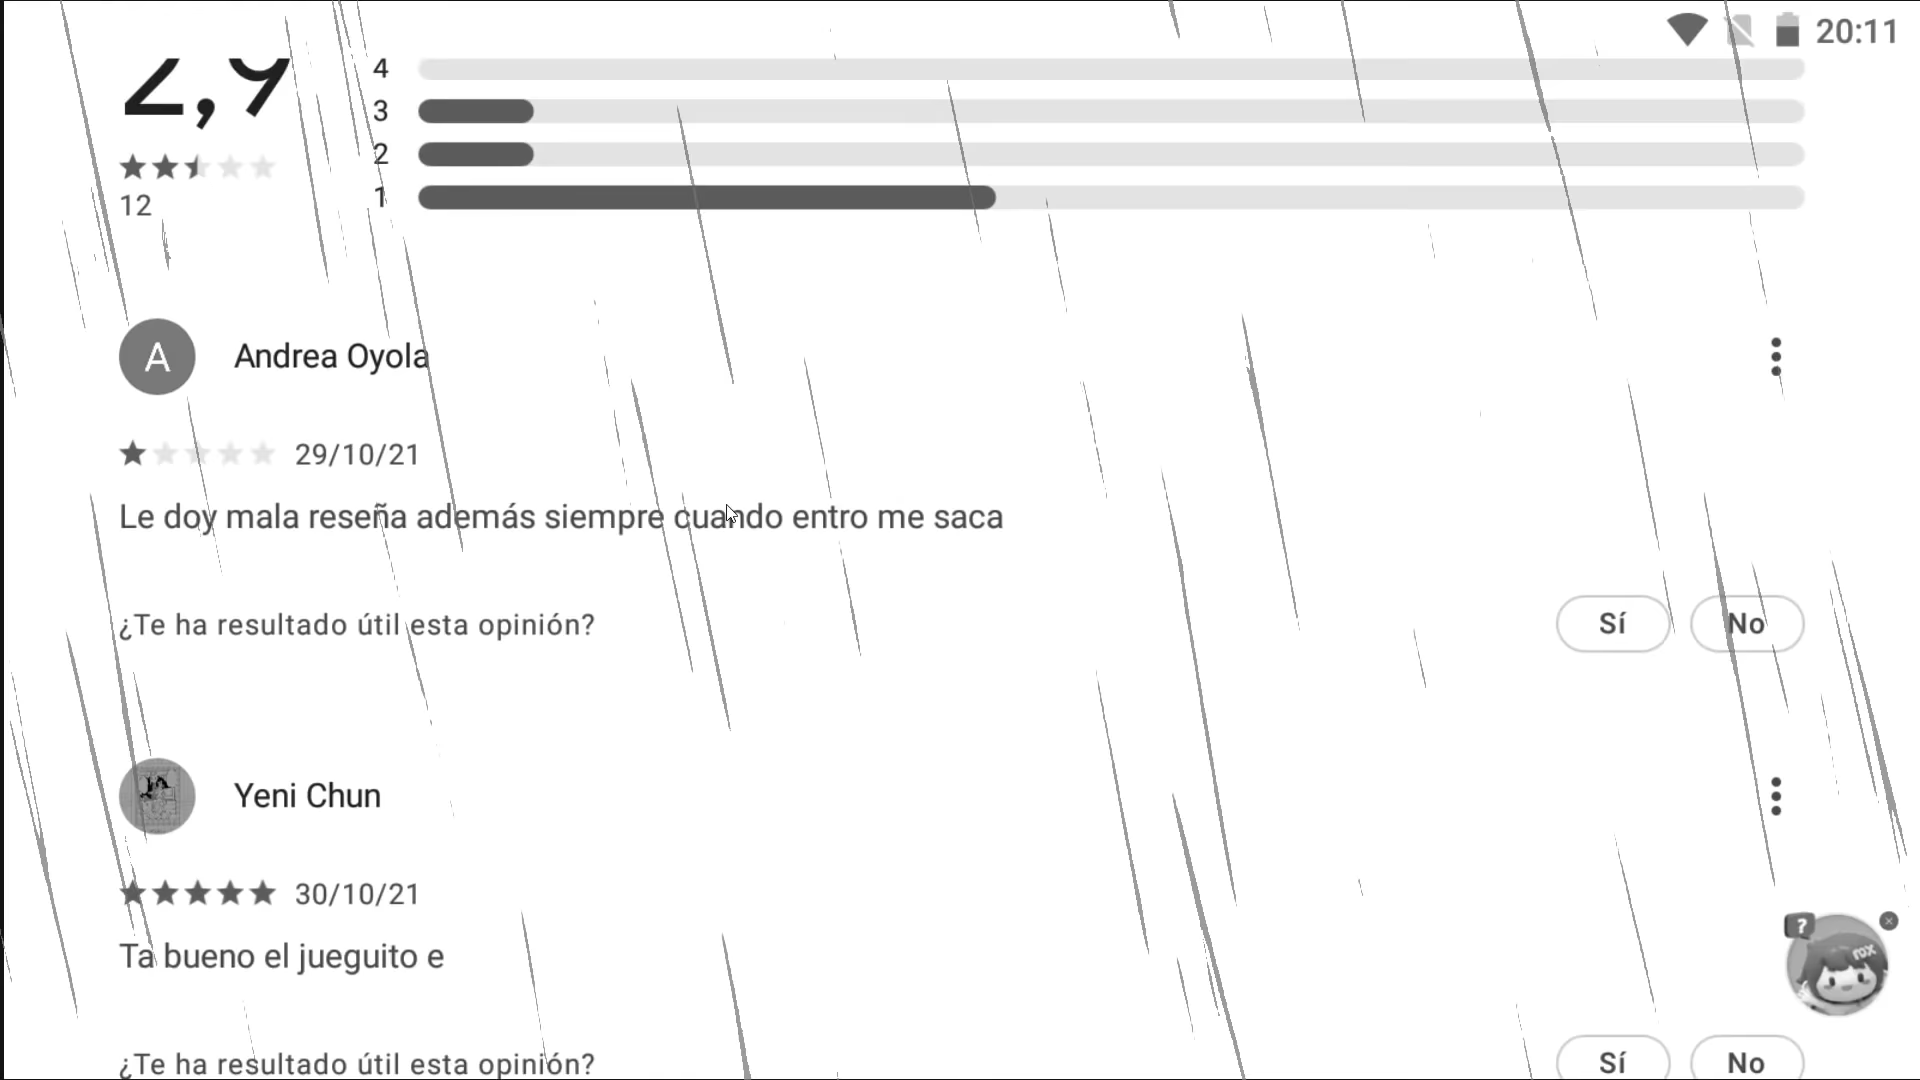 20:11
2,9
4
3
2
1
12
A
Andrea Oyola
29/10/21
Le doy mala reseña además siempre cuando entro me saca
¿Te ha resultado útil esta opinión?
Sí
No
Yeni Chun
30/10/21
Ta bueno el jueguito e
?
rox
¿Te ha resultado útil esta opinión?
Sí
No